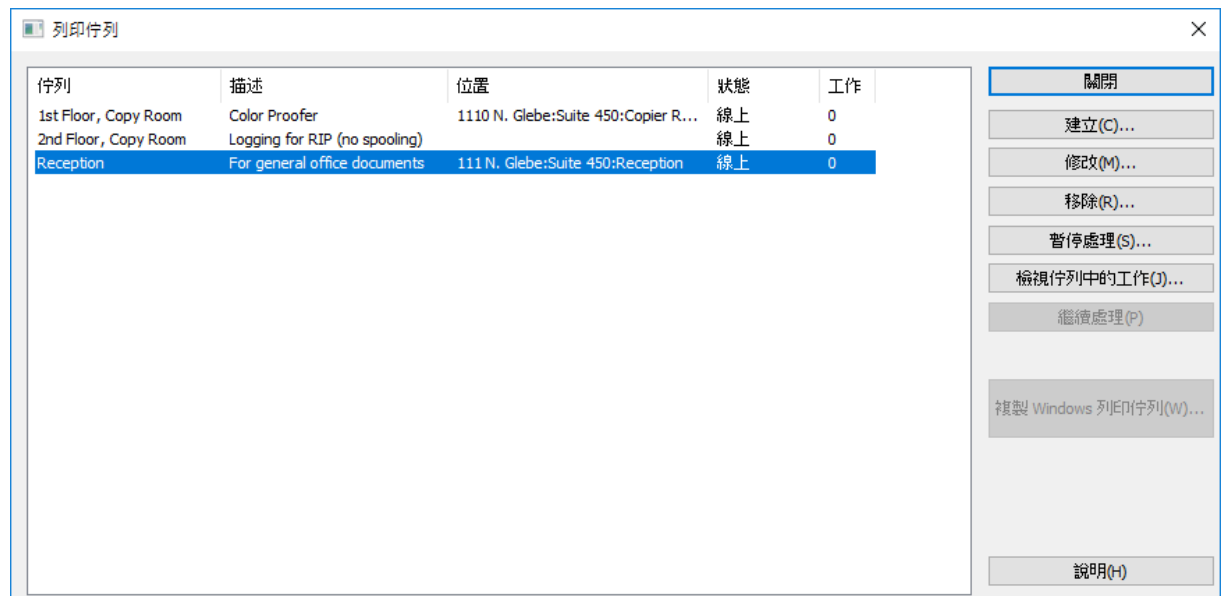 列印佇列
佇列 描述 位置 狀態 工作
1st Floor, Copy Room Color Proofer 1110 N. Glebe:Suite 450:Copier R... 線上 0
2nd Floor, Copy Room Logging for RIP (no spooling) 線上 0
Reception For general office documents 111 N. Glebe:Suite 450:Reception 線上 0
關閉
建立(C)...
修改(M)...
移除(R)...
暫停處理(S)...
檢視佇列中的工作(J)...
繼續處理(P)
複製 Windows 列印佇列(W)...
說明(H)